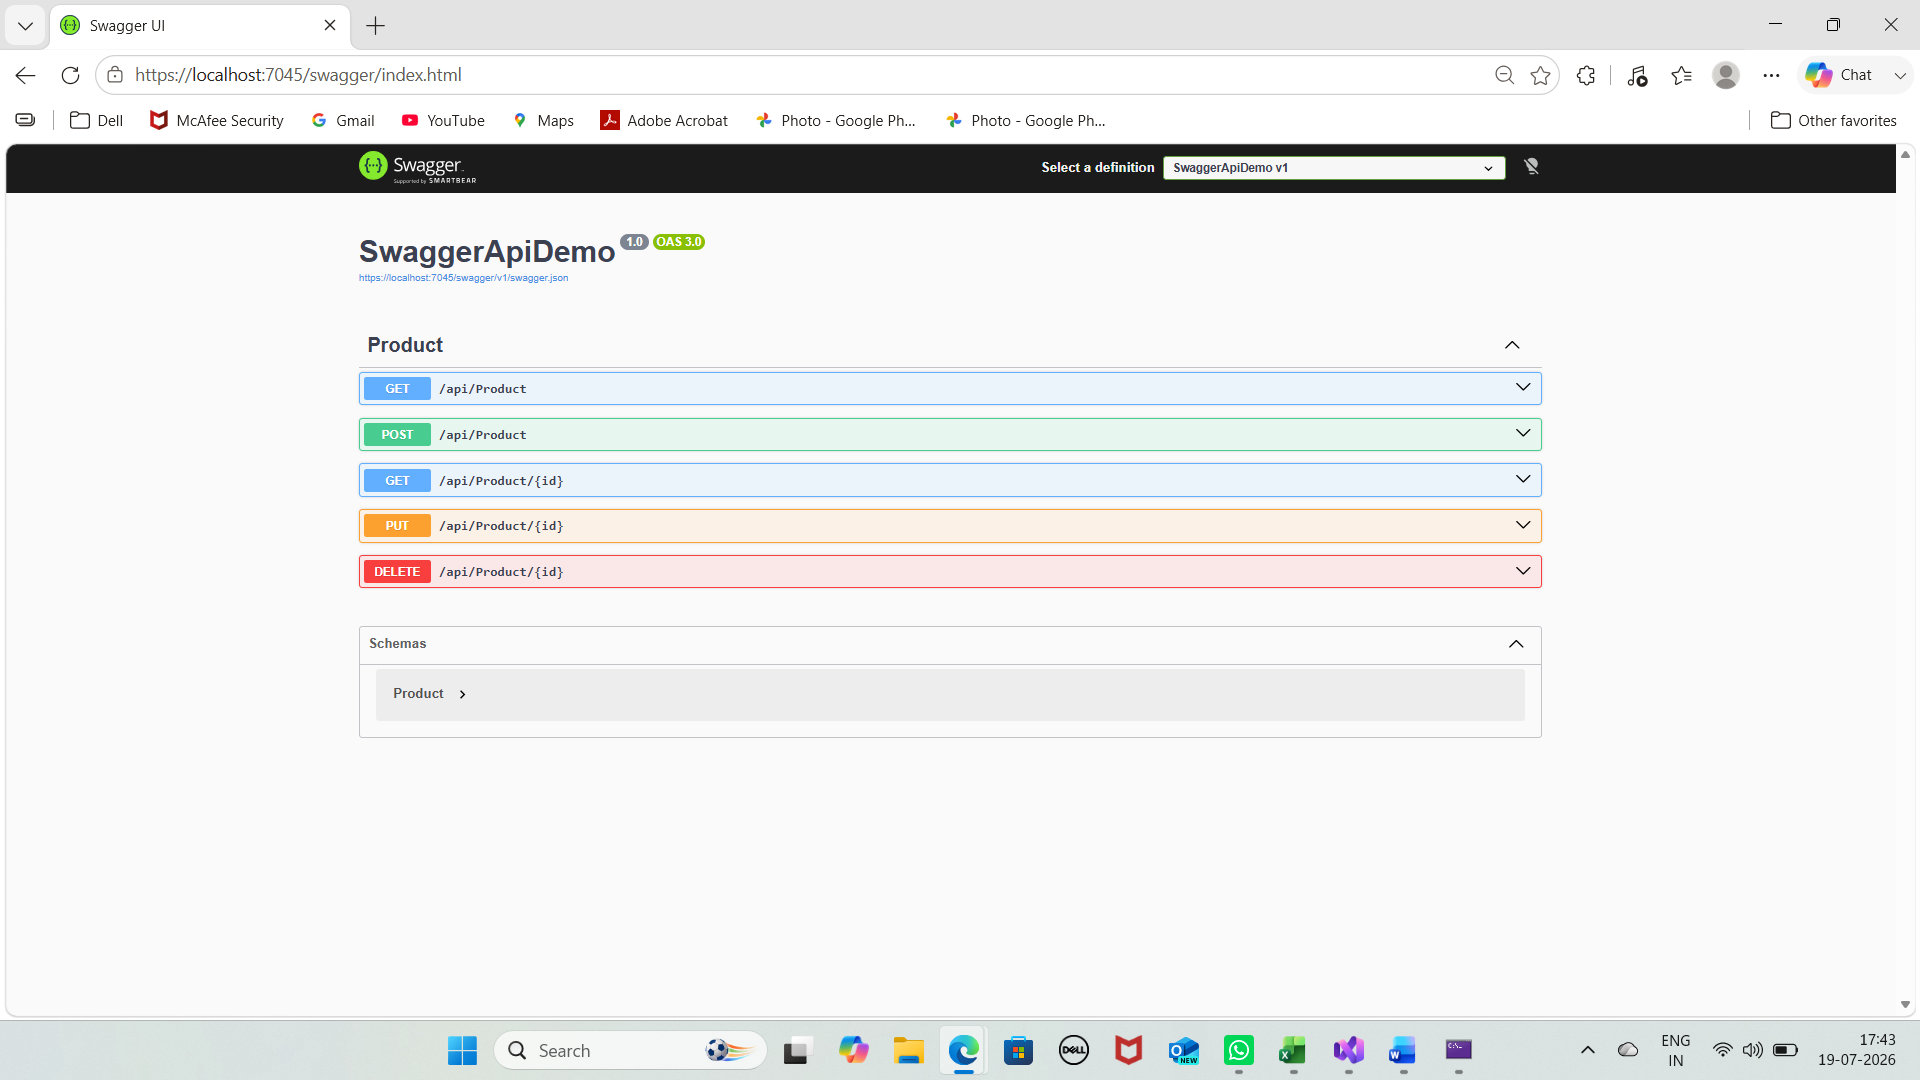 Swagger UI
https://localhost:7045/swagger/index.html
Chat
Dell
McAfee Security
Gmail
YouTube
Maps
Adobe Acrobat
Photo - Google Ph...
Photo - Google Ph...
Other favorites
Swagger.
Supported by SMARTBEAR
Select a definition
SwaggerApiDemo v1
SwaggerApiDemo 1.0 OAS 3.0
https://localhost:7045/swagger/v1/swagger.json
Product
GET /api/Product
POST /api/Product
GET /api/Product/{id}
PUT /api/Product/{id}
DELETE /api/Product/{id}
Schemas
Product
Search
DELL
NEW
ENG
IN
17:43
19-07-2026